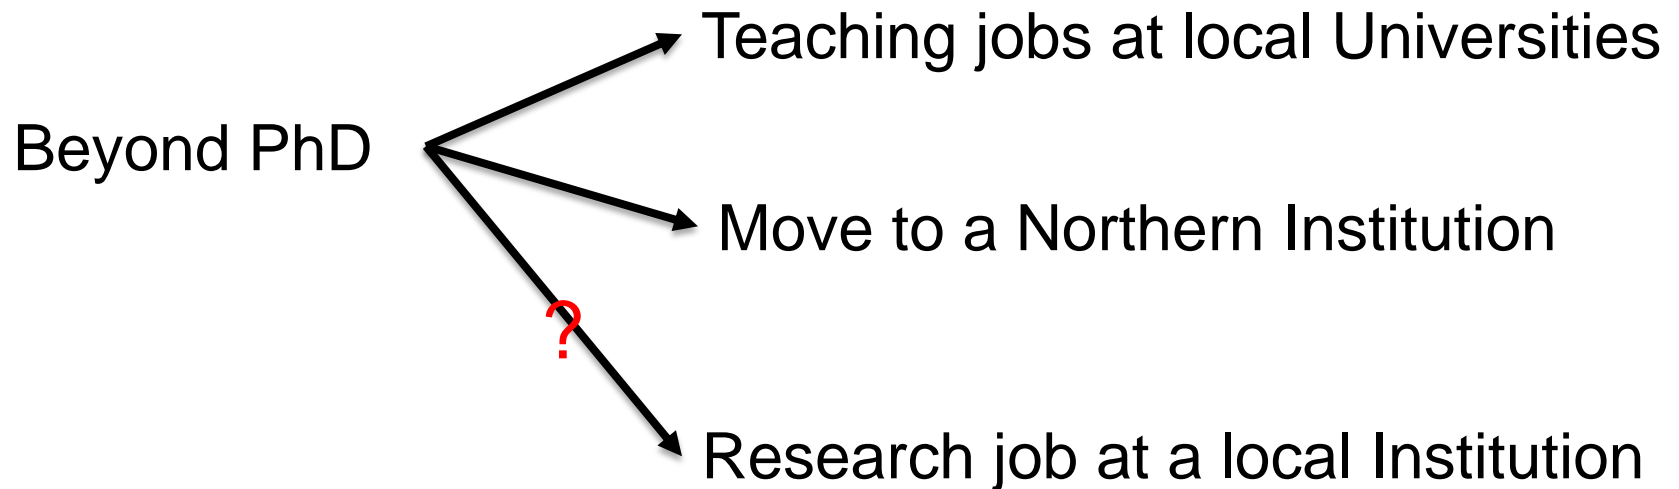 Teaching jobs at local Universities
Beyond PhD
Move to a Northern Institution
?
Research job at a local Institution